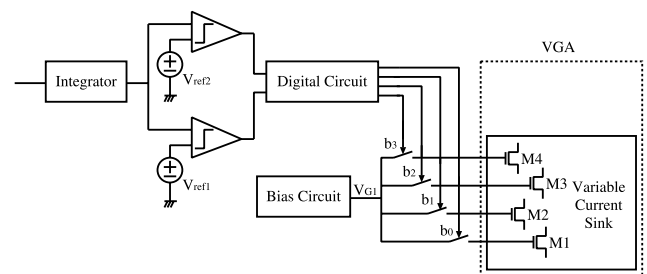 VGA
Integrator
Vref2
Digital Circuit
Vref1
b3
b2
b1
b0
Bias Circuit
VG1
M4
M3
M2
M1
Variable
Current
Sink